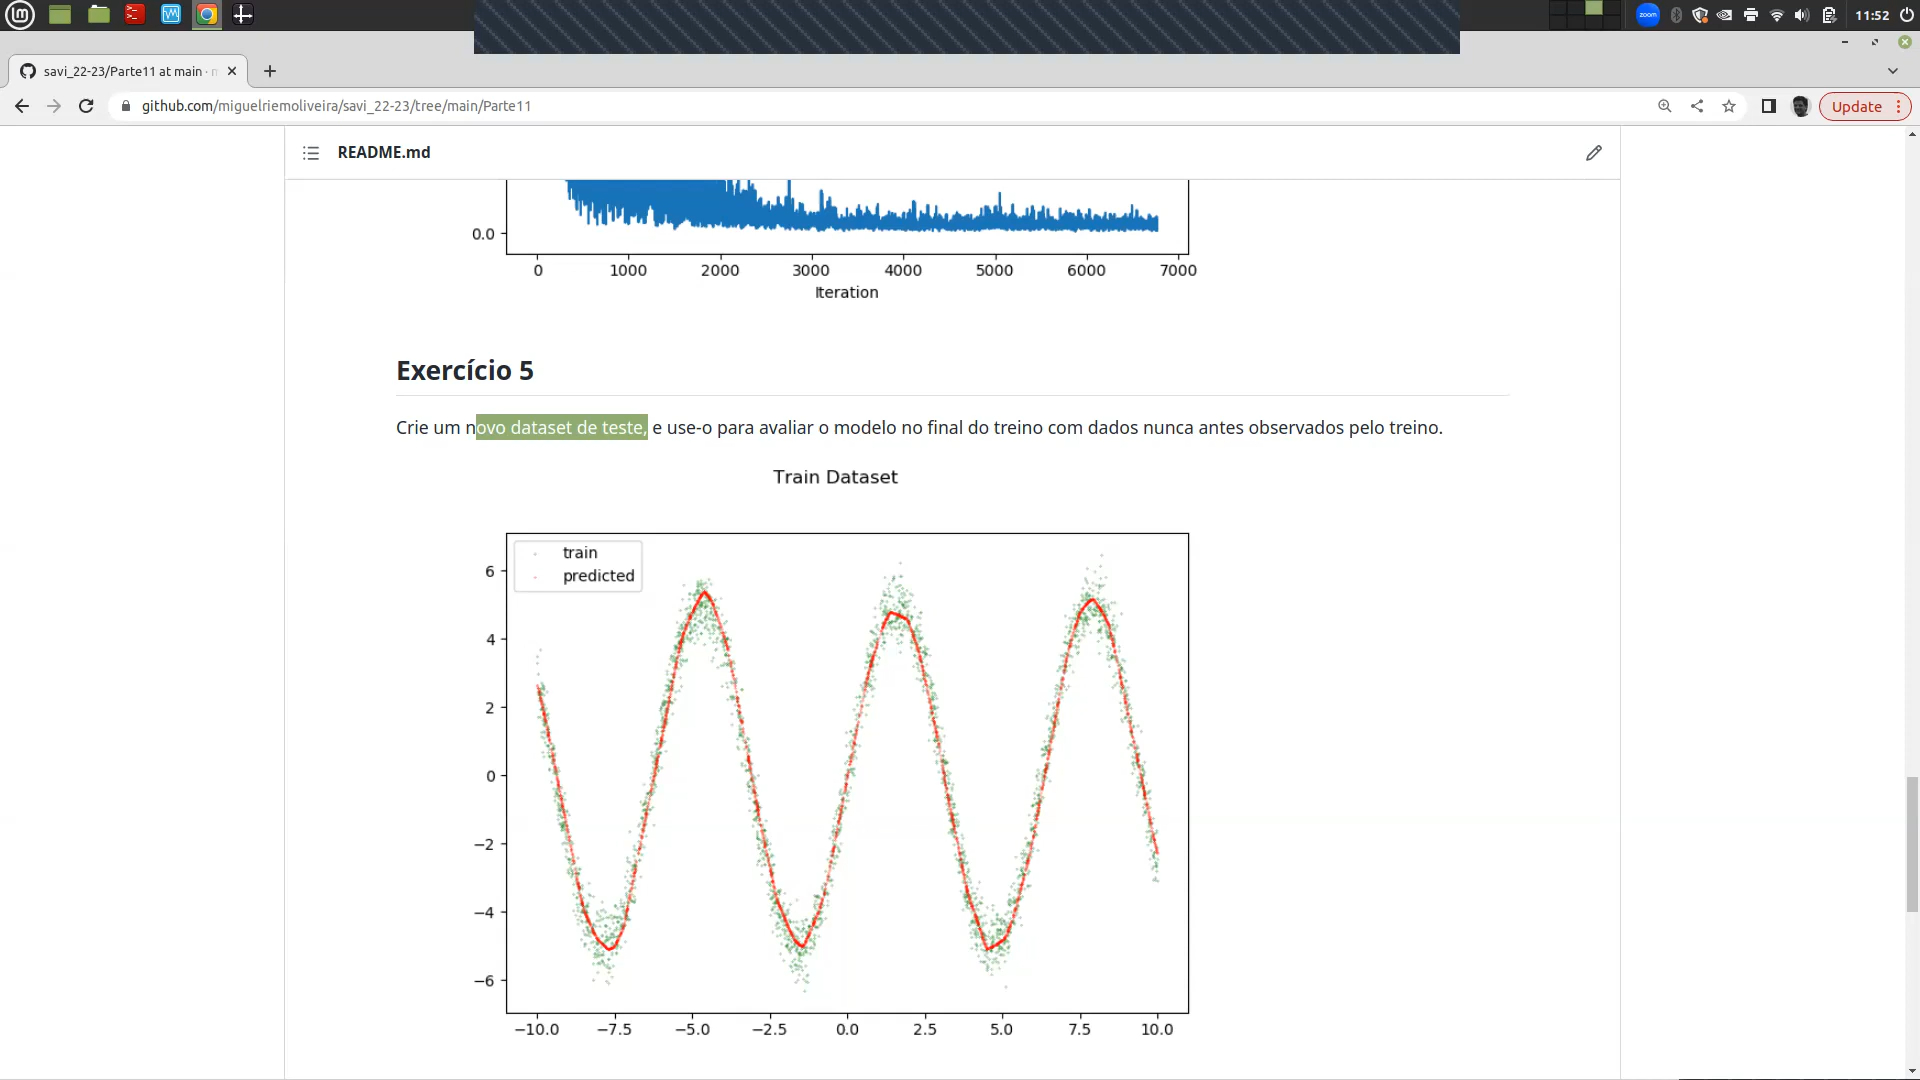 zoom
11:52
savi_22-23/Parte11 at main ·
github.com/miguelriemoliveira/savi_22-23/tree/main/Parte11
Update
README.md
0.0
0 1000 2000 3000 4000 5000 6000 7000
Iteration
Exercício 5
Crie um novo dataset de teste, e use-o para avaliar o modelo no final do treino com dados nunca antes observados pelo treino.
Train Dataset
train
predicted
6
4
2
0
−2
−4
−6
−10.0 −7.5 −5.0 −2.5 0.0 2.5 5.0 7.5 10.0